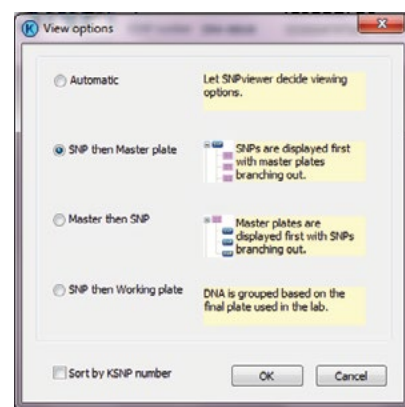 View options
Automatic
Let SNPviewer decide viewing
options.
SNP then Master plate
SNPs are displayed first
with master plates
branching out.
Master then SNP
Master plates are
displayed first with SNPs
branching out.
SNP then Working plate
DNA is grouped based on the
final plate used in the lab.
Sort by KSNP number
OK
Cancel